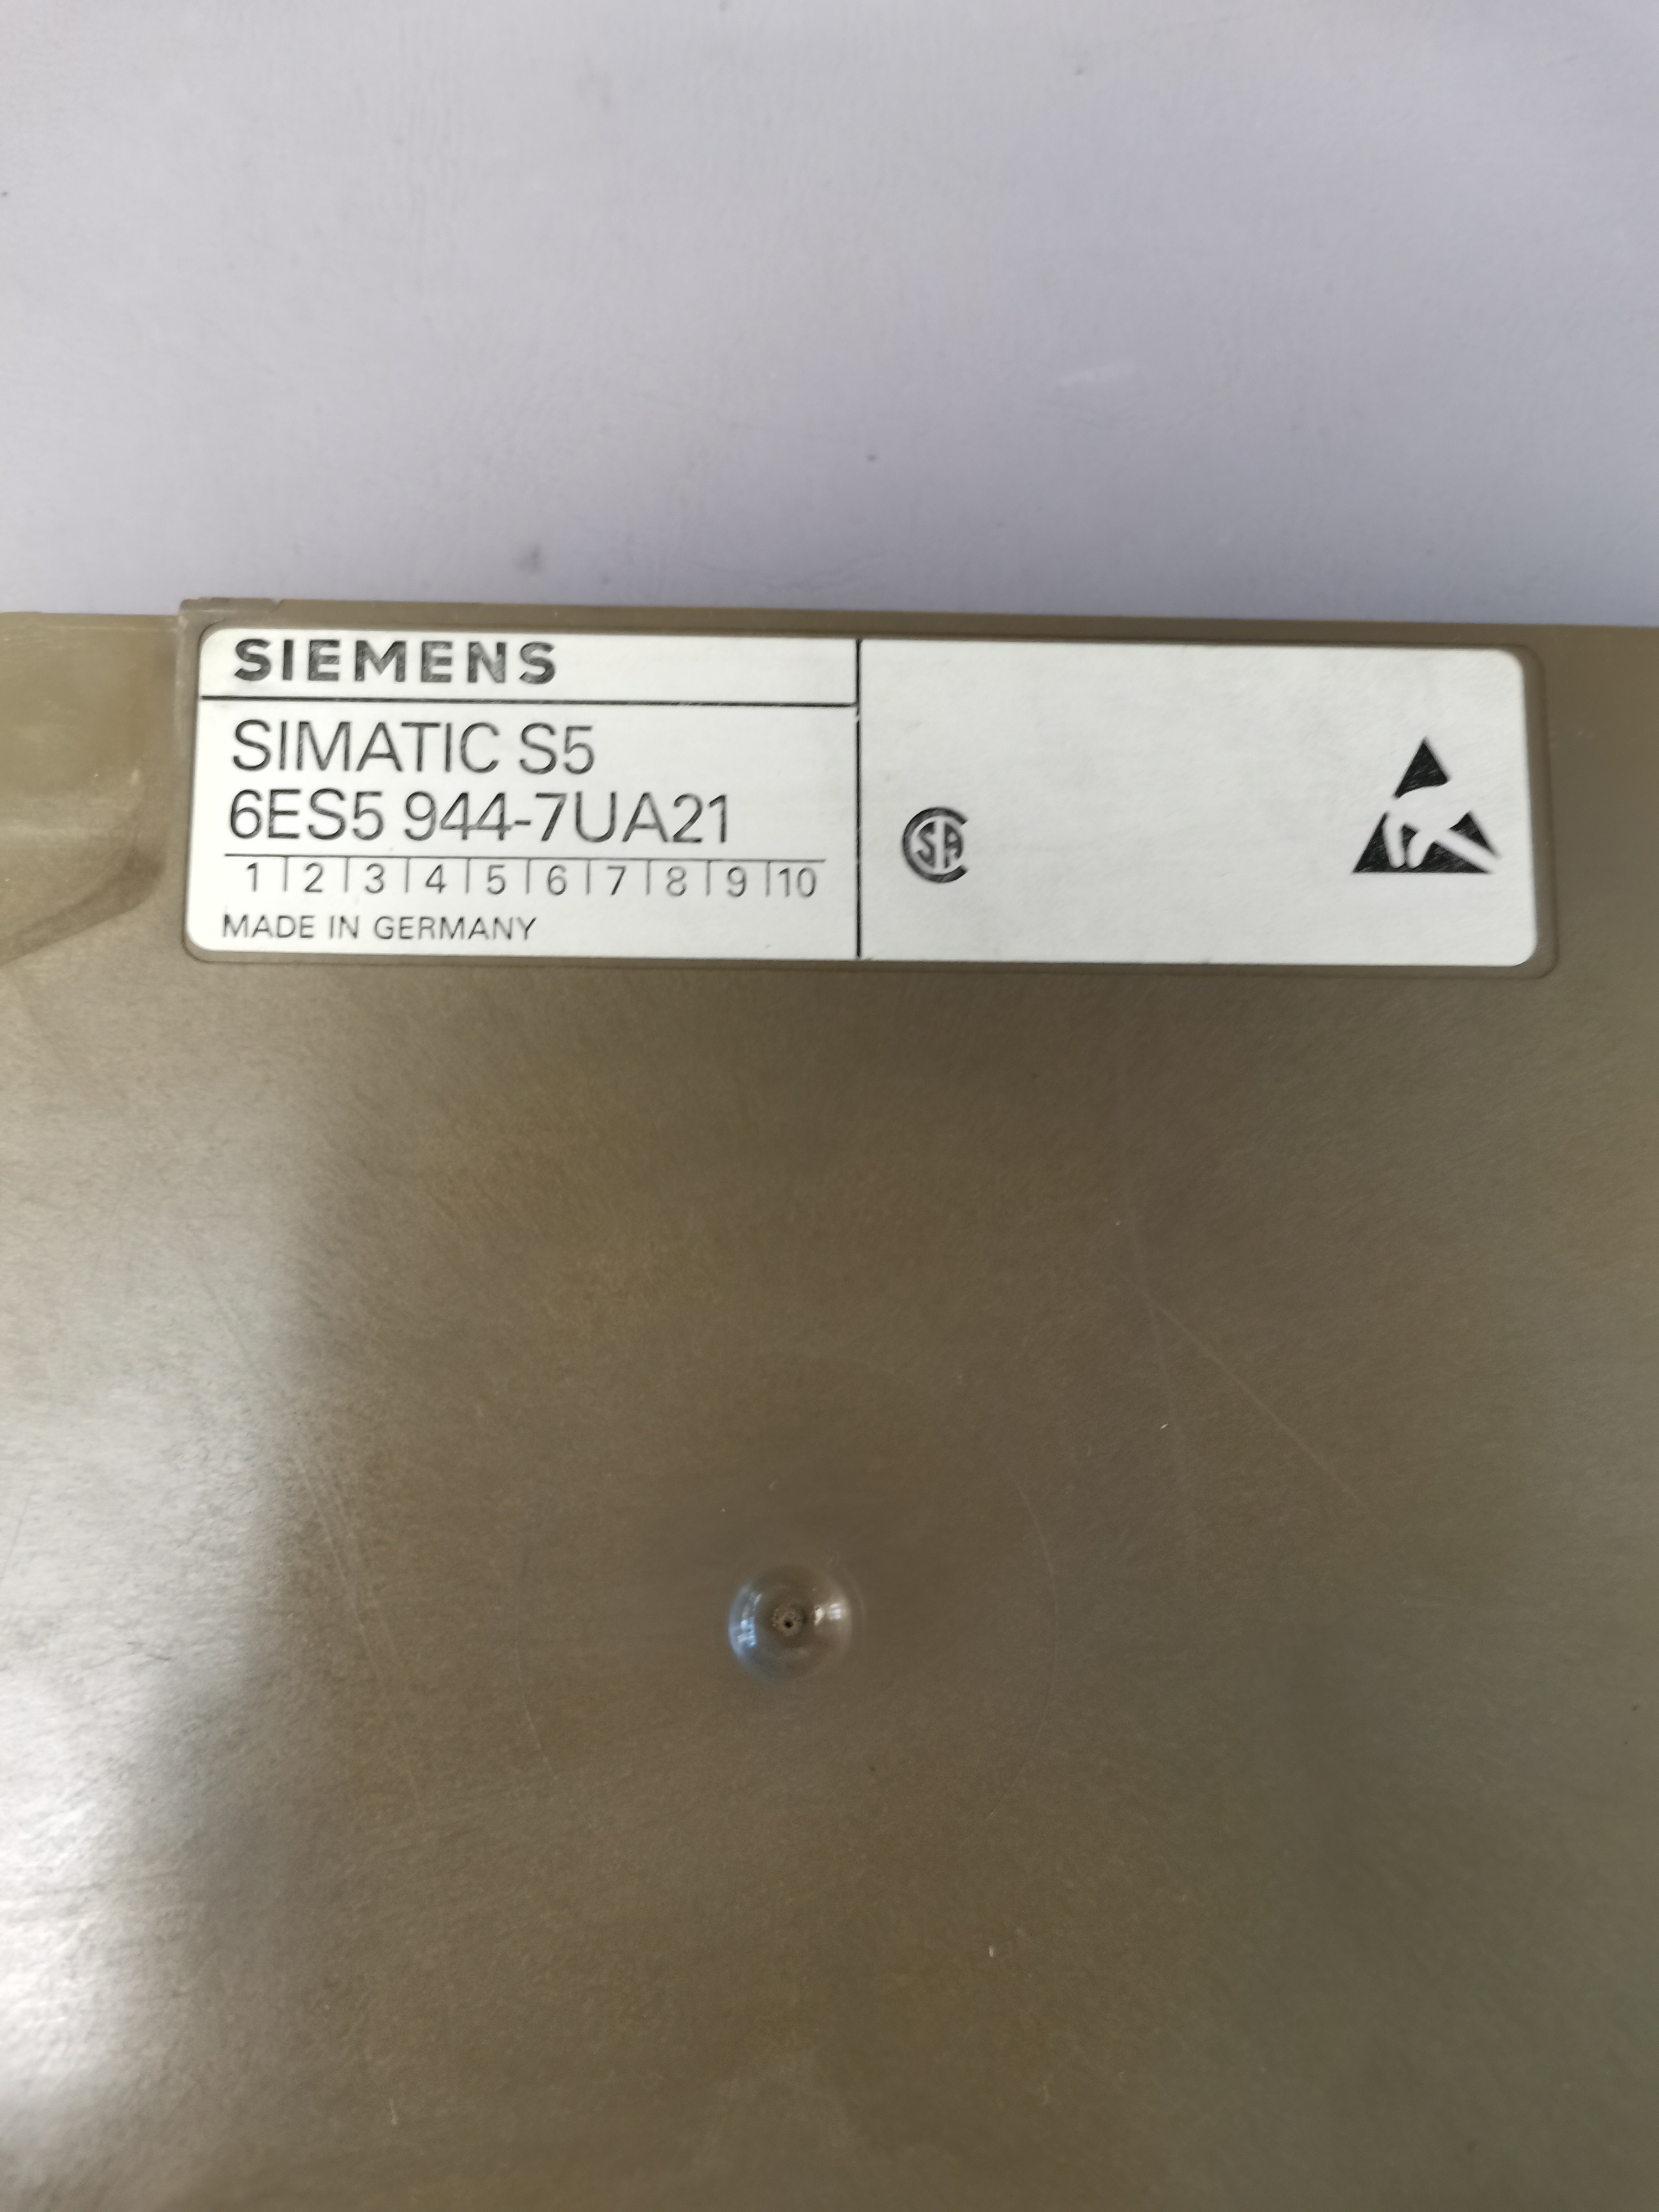 SIEMENS
SIMATIC S5
6ES5 944-7UA21
1 | 2 | 3 | 4 | 5 | 6 | 7 | 8 | 9 | 10
MADE IN GERMANY
CSA